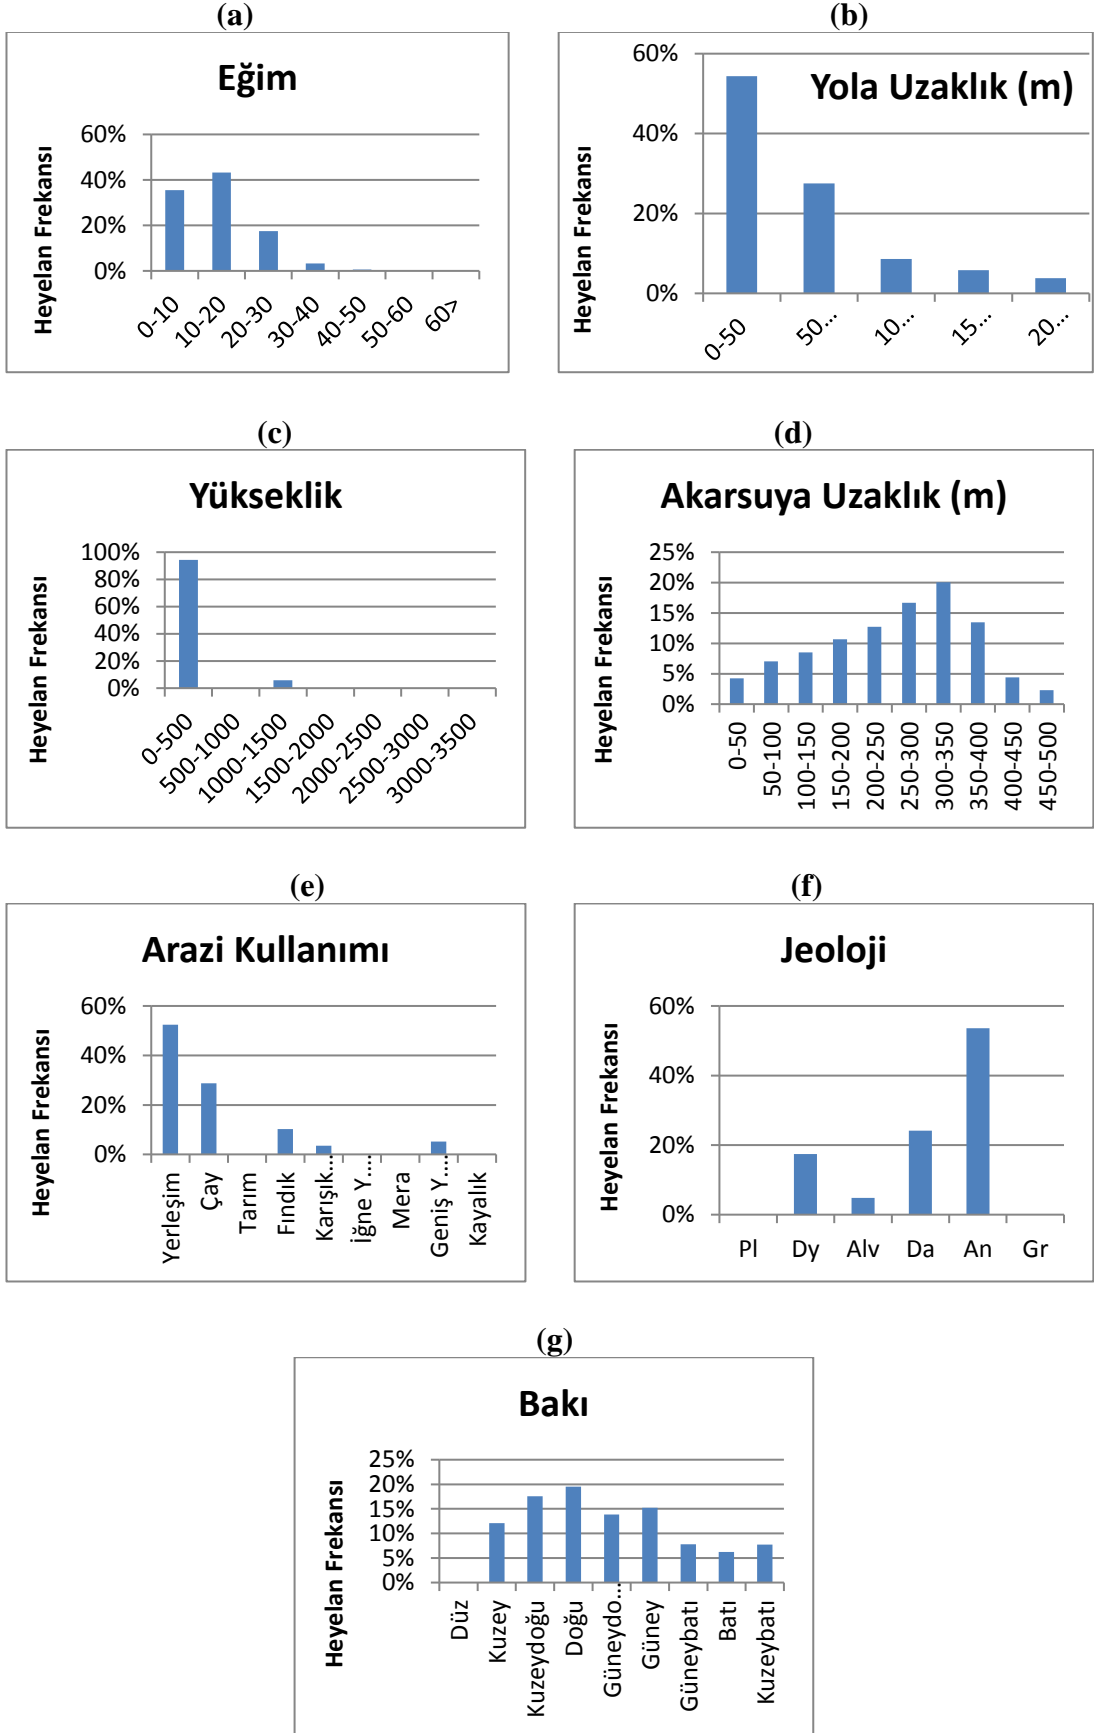 (a)
Eğim
Heyelan Frekansı
60%
40%
20%
0%
0-10
10-20
20-30
30-40
40-50
50-60
60>
(b)
Yola Uzaklık (m)
Heyelan Frekansı
60%
40%
20%
0%
0-50
50...
10...
15...
20...
(c)
Yükseklik
Heyelan Frekansı
100%
80%
60%
40%
20%
0%
0-500
500-1000
1000-1500
1500-2000
2000-2500
2500-3000
3000-3500
(d)
Akarsuya Uzaklık (m)
Heyelan Frekansı
25%
20%
15%
10%
5%
0%
0-50
50-100
100-150
150-200
200-250
250-300
300-350
350-400
400-450
450-500
(e)
Arazi Kullanımı
Heyelan Frekansı
60%
40%
20%
0%
Yerleşim
Çay
Tarım
Fındık
Karışık...
İğne Y....
Mera
Geniş Y....
Kayalık
(f)
Jeoloji
Heyelan Frekansı
60%
40%
20%
0%
Pl
Dy
Alv
Da
An
Gr
(g)
Bakı
Heyelan Frekansı
25%
20%
15%
10%
5%
0%
Düz
Kuzey
Kuzeydoğu
Doğu
Güneydo...
Güney
Güneybatı
Batı
Kuzeybatı